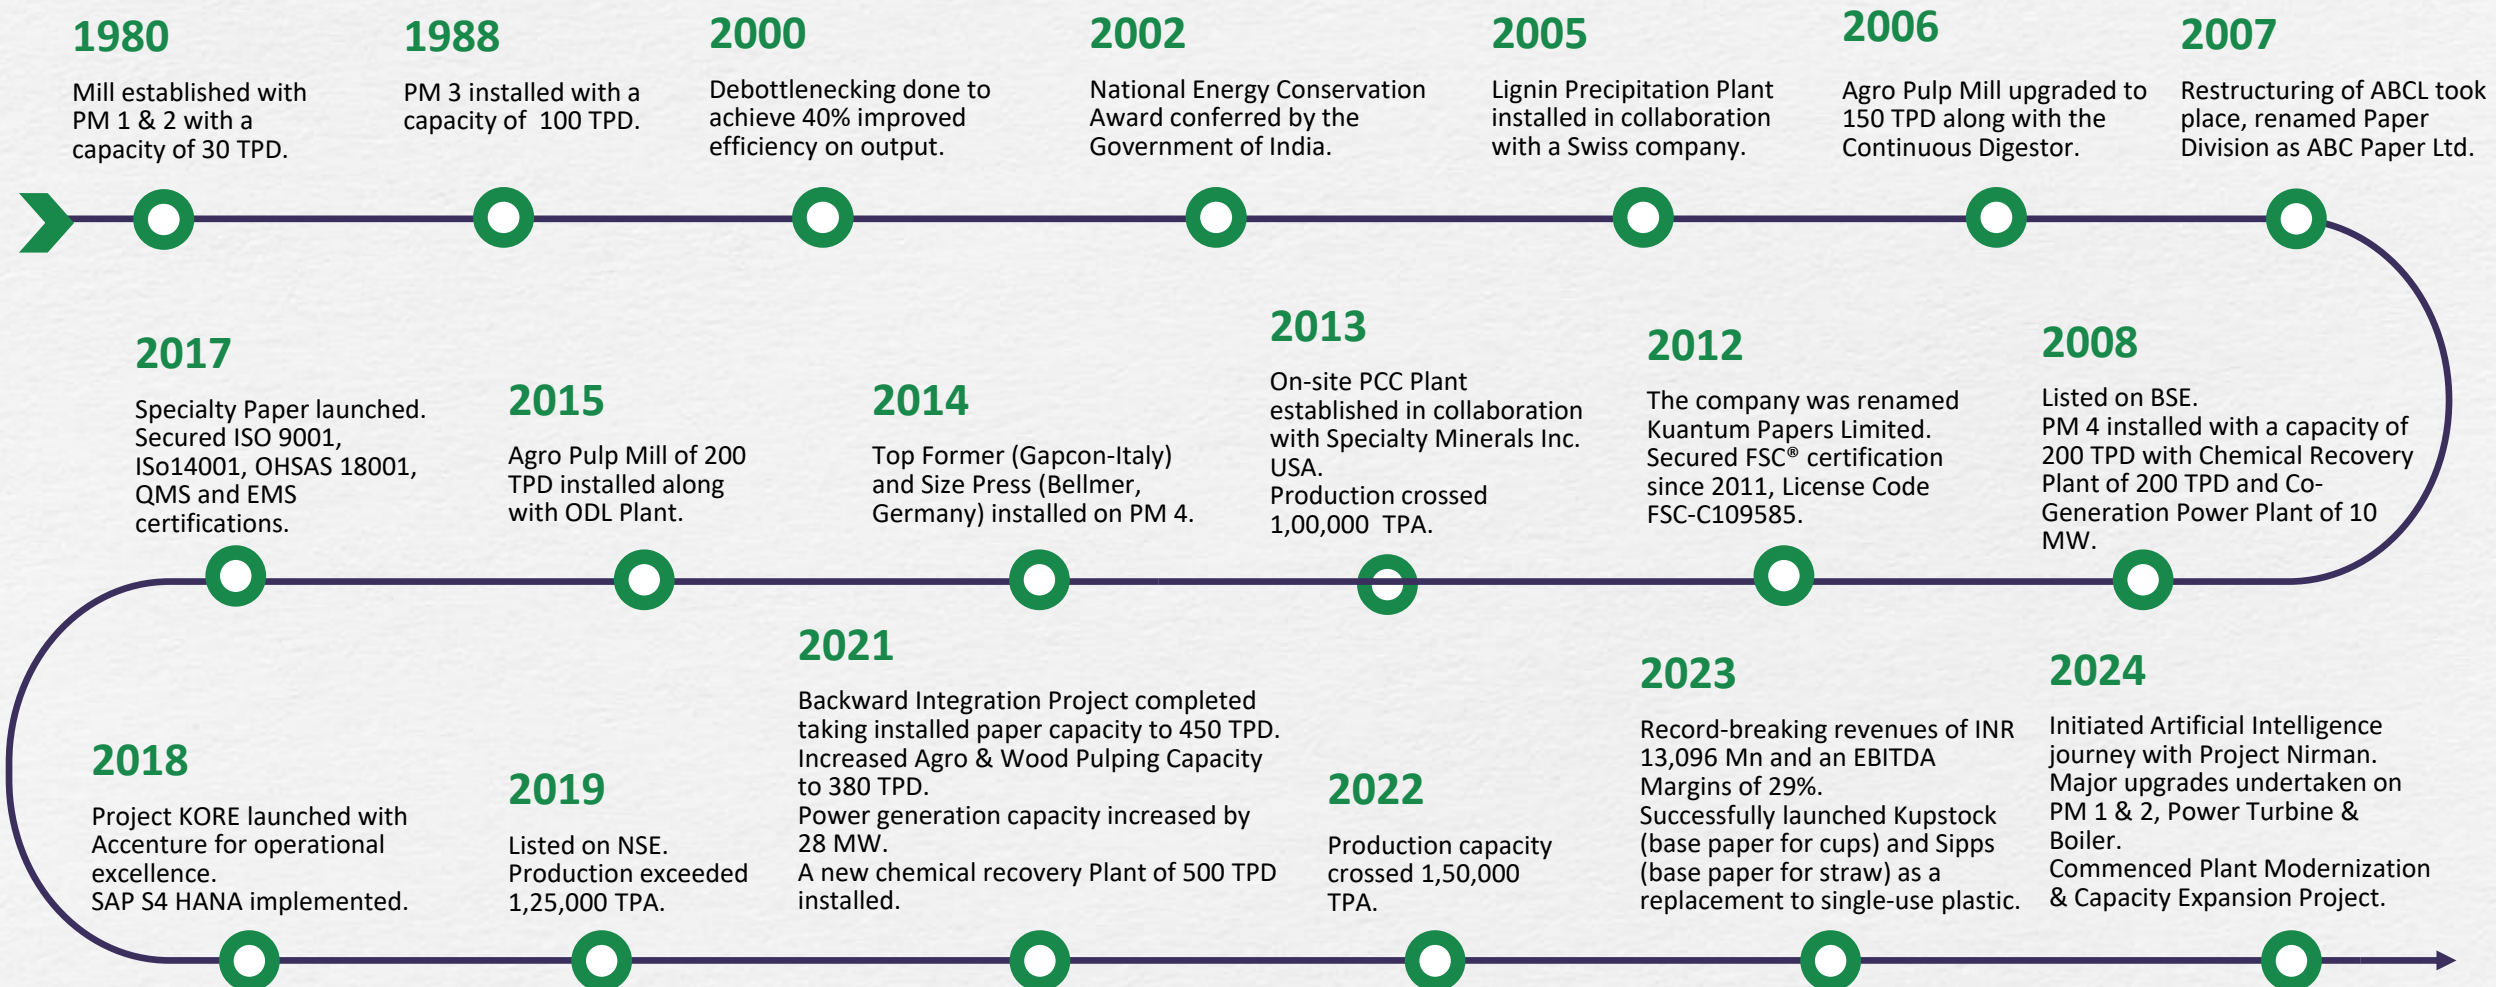 1980
Mill established with
PM 1 & 2 with a
capacity of 30 TPD.
1988
PM 3 installed with a
capacity of 100 TPD.
2000
Debottlenecking done to
achieve 40% improved
efficiency on output.
2002
National Energy Conservation
Award conferred by the
Government of India.
2005
Lignin Precipitation Plant
installed in collaboration
with a Swiss company.
2006
Agro Pulp Mill upgraded to
150 TPD along with the
Continuous Digestor.
2007
Restructuring of ABCL took
place, renamed Paper
Division as ABC Paper Ltd.
2008
Listed on BSE.
PM 4 installed with a capacity of
200 TPD with Chemical Recovery
Plant of 200 TPD and Co-
Generation Power Plant of 10
MW.
2012
The company was renamed
Kuantum Papers Limited.
Secured FSC® certification
since 2011, License Code
FSC-C109585.
2013
On-site PCC Plant
established in collaboration
with Specialty Minerals Inc.
USA.
Production crossed
1,00,000 TPA.
2014
Top Former (Gapcon-Italy)
and Size Press (Bellmer,
Germany) installed on PM 4.
2015
Agro Pulp Mill of 200
TPD installed along
with ODL Plant.
2017
Specialty Paper launched.
Secured ISO 9001,
ISo14001, OHSAS 18001,
QMS and EMS
certifications.
2018
Project KORE launched with
Accenture for operational
excellence.
SAP S4 HANA implemented.
2019
Listed on NSE.
Production exceeded
1,25,000 TPA.
2021
Backward Integration Project completed
taking installed paper capacity to 450 TPD.
Increased Agro & Wood Pulping Capacity
to 380 TPD.
Power generation capacity increased by
28 MW.
A new chemical recovery Plant of 500 TPD
installed.
2022
Production capacity
crossed 1,50,000
TPA.
2023
Record-breaking revenues of INR
13,096 Mn and an EBITDA
Margins of 29%.
Successfully launched Kupstock
(base paper for cups) and Sipps
(base paper for straw) as a
replacement to single-use plastic.
2024
Initiated Artificial Intelligence
journey with Project Nirman.
Major upgrades undertaken on
PM 1 & 2, Power Turbine &
Boiler.
Commenced Plant Modernization
& Capacity Expansion Project.